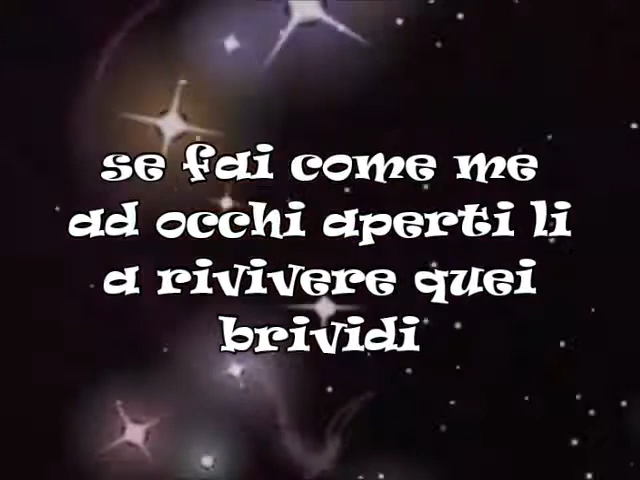 se fai come me
ad occhi aperti li
a rivivere quei
brividi